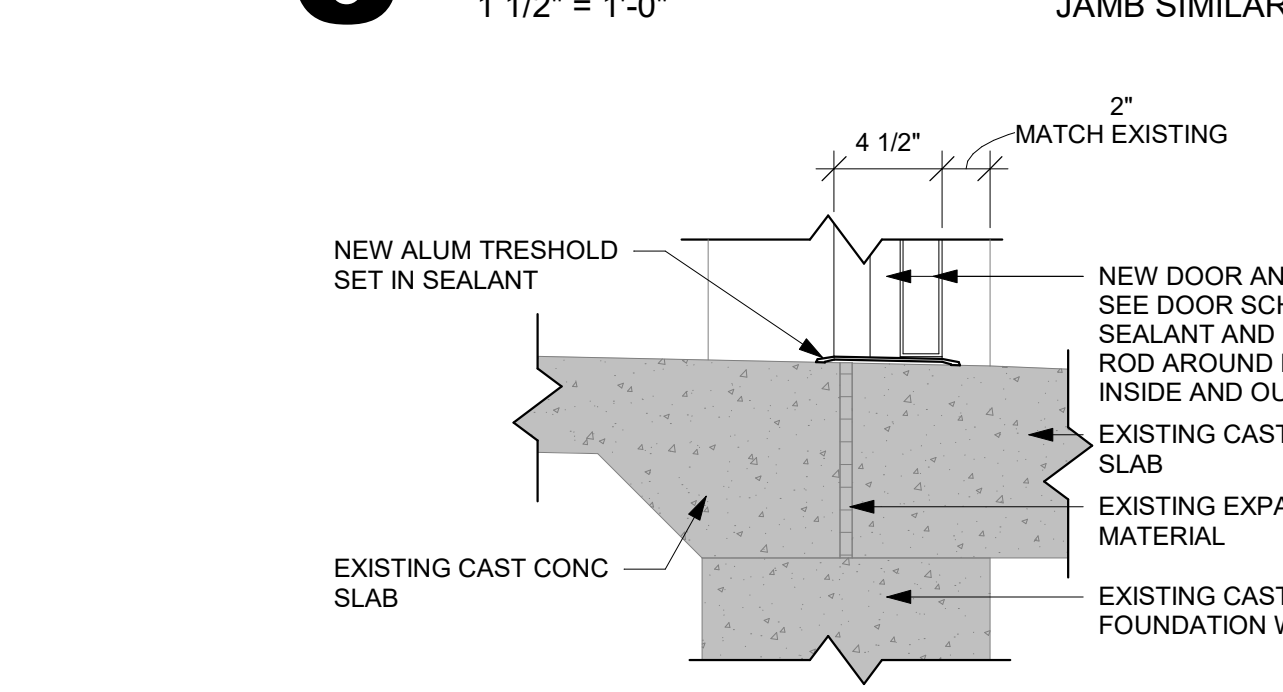 1 1/2" = 1'-0"
JAMB SIMILAR
2"
MATCH EXISTING
4 1/2"
NEW ALUM TRESHOLD
SET IN SEALANT
NEW DOOR AN
SEE DOOR SCH
SEALANT AND
ROD AROUND
INSIDE AND OU
EXISTING CAST
SLAB
EXISTING EXPA
MATERIAL
EXISTING CAST CONC
SLAB
EXISTING CAST
FOUNDATION W